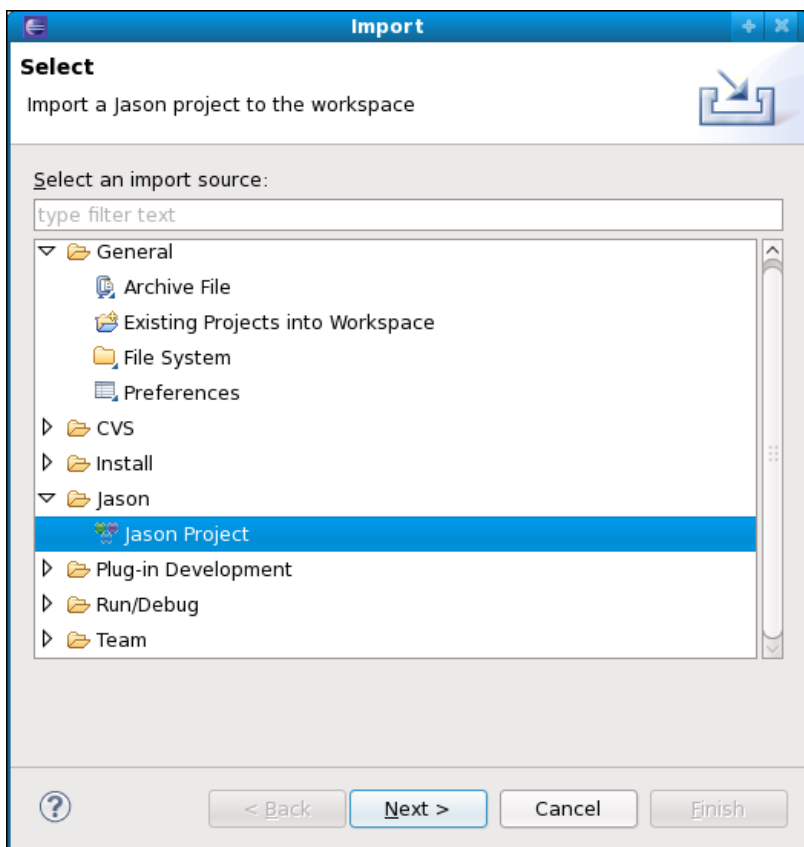 Import
Select
Import a Jason project to the workspace
Select an import source:
type filter text
General
Archive File
Existing Projects into Workspace
File System
Preferences
CVS
Install
Jason
Jason Project
Plug-in Development
Run/Debug
Team
? < Back Next > Cancel Finish